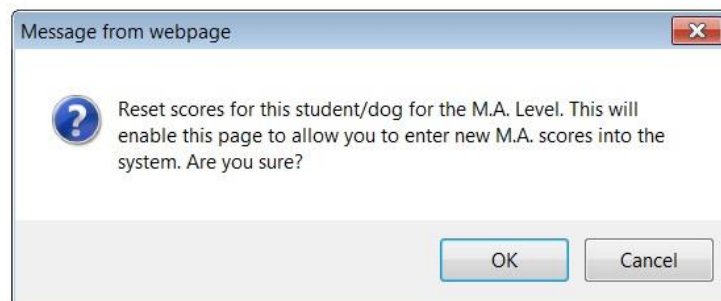 Message from webpage
Reset scores for this student/dog for the M.A. Level. This will
enable this page to allow you to enter new M.A. scores into the
system. Are you sure?
OK
Cancel